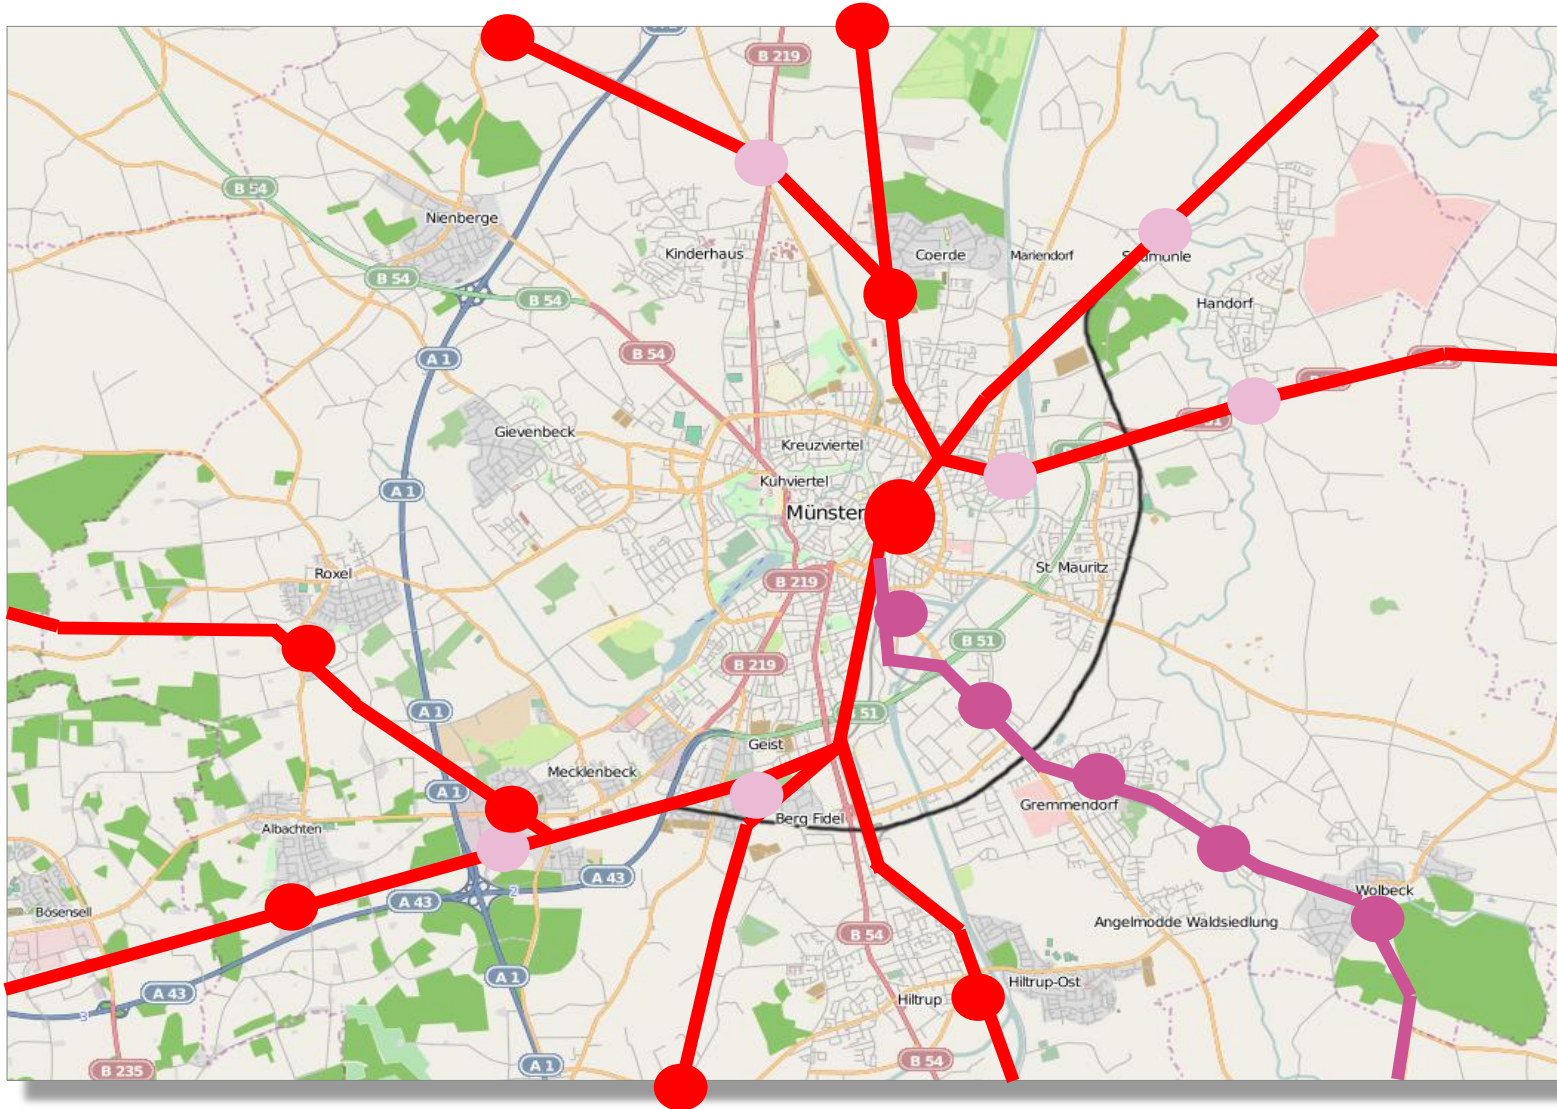 B 219
B 54
Nienberge
Kinderhaus
Coerde
Mariendorf
B 54
B 54
Handorf
B 54
A 1
Gievenbeck
Kreuzviertel
A 1
Kuhviertel
Münster
Roxel
B 219
St. Mauritz
B 51
B 219
A 1
51
Geist
Mecklenbeck
A 1
Gremmendorf
Berg Fidel
Albachten
A 43
2
Wolbeck
A 43
Bösensell
Angelmodde Waldsiedlung
B 54
A 1
Hiltrup-Ost
A 43
Hiltrup
3
B 54
A 1
B 235